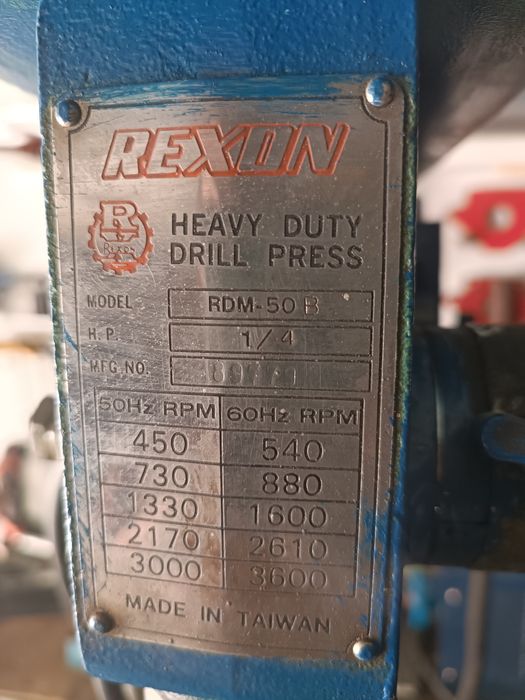 REXON
R
REXON
HEAVY DUTY
DRILL PRESS
MODEL RDM-50 B
H.P. 1/4
MFG.NO.
50Hz RPM 60Hz RPM
450 540
730 880
1330 1600
2170 2610
3000 3600
MADE IN TAIWAN